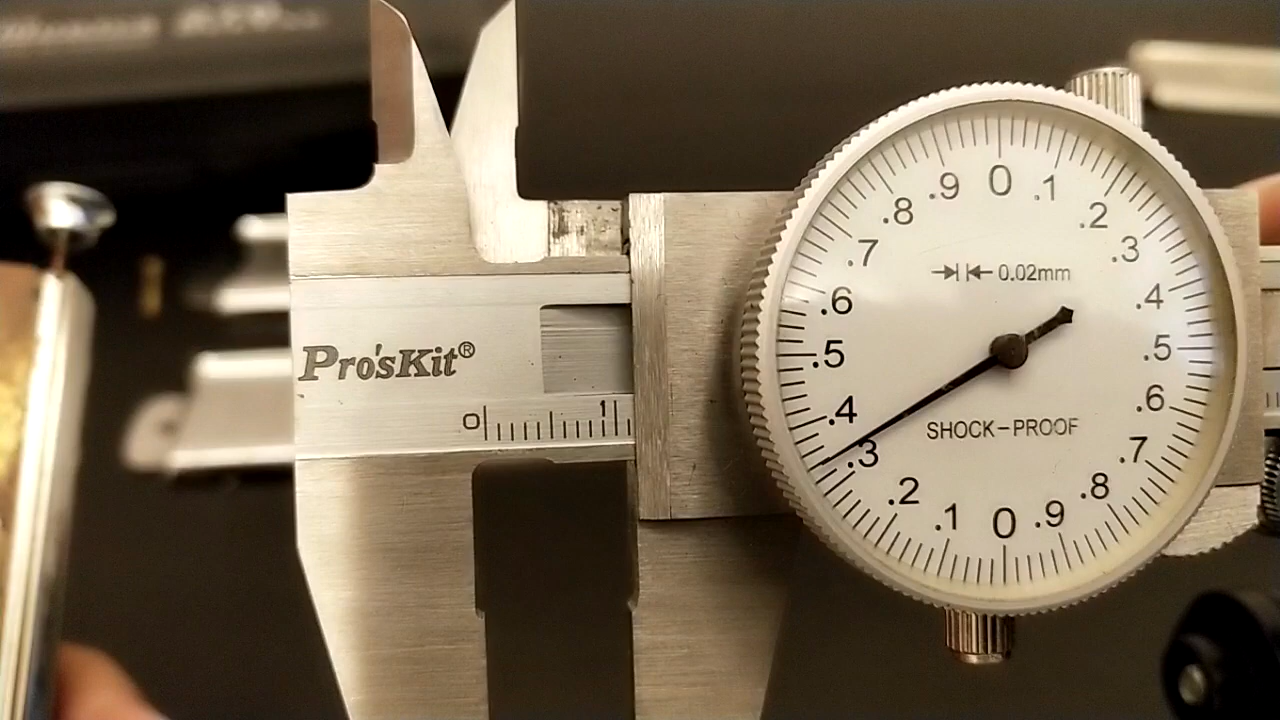 .9 0 .1
.8 .2
.7 .3
0.02mm
.6 .4
.5 .5
.4 .6
SHOCK-PROOF
.3 .7
.2 .8
.1 0 .9
Pro'sKit®
0 1